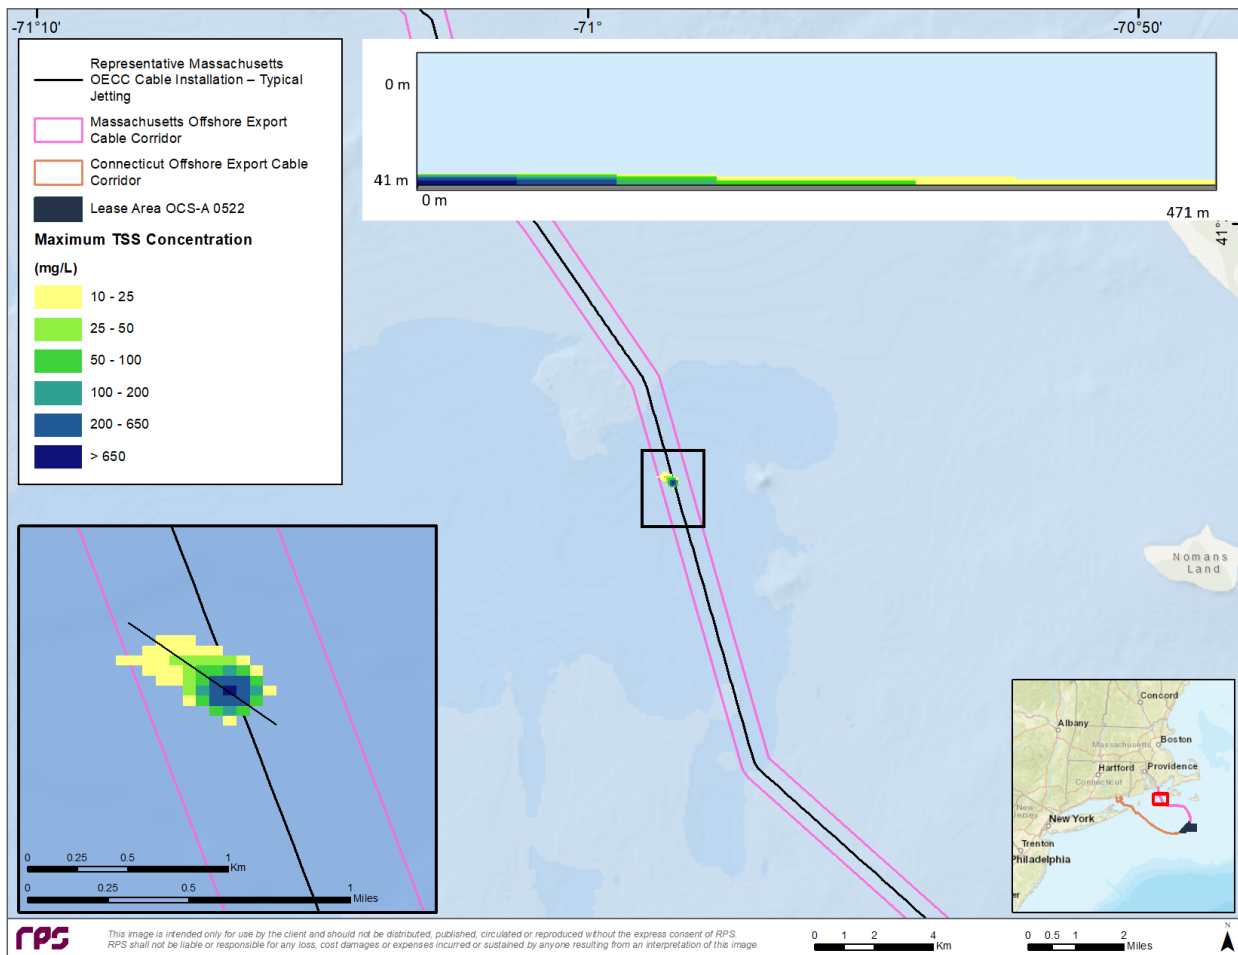 -71°10'
-71°
-70°50'
Representative Massachusetts
OECC Cable Installation – Typical
Jetting
Massachusetts Offshore Export
Cable Corridor
Connecticut Offshore Export Cable
Corridor
Lease Area OCS-A 0522
Maximum TSS Concentration
(mg/L)
10 - 25
25 - 50
50 - 100
100 - 200
200 - 650
> 650
0 m
41 m
0 m
471 m
Nomans
Land
0 0.25 0.5 1
Km
0 0.25 0.5 1
Miles
Concord
Albany
Boston
Massachusetts
Hartford
Providence
Connecticut
New
Jersey
New York
Trenton
Philadelphia
RPS
This image is intended only for use by the client and should not be distributed, published, circulated or reproduced without the express consent of RPS.
RPS shall not be liable or responsible for any loss, cost damages or expenses incurred or sustained by anyone resulting from an interpretation of this image.
0 1 2 4
Km
0 0.5 1 2
Miles
N